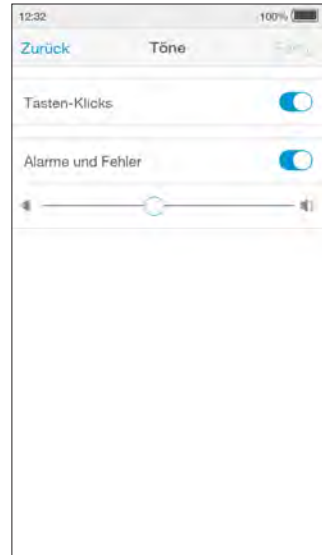 12:32 100%
Zurück Töne
Tasten-Klicks
Alarme und Fehler